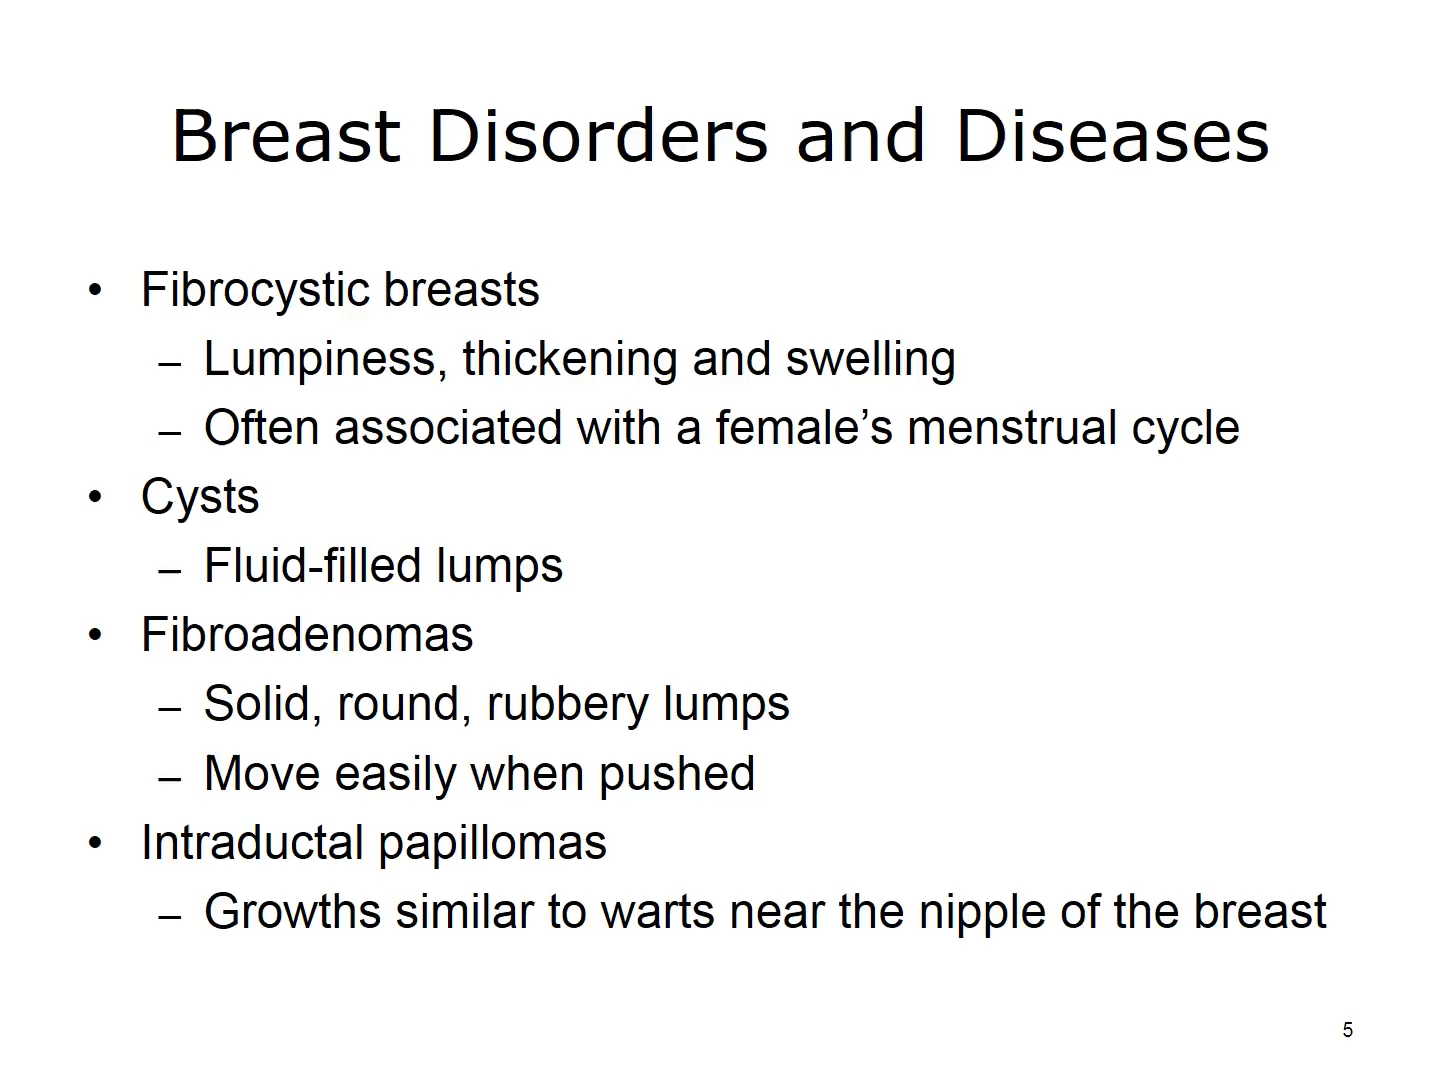 Breast Disorders and Diseases
• Fibrocystic breasts
– Lumpiness, thickening and swelling
– Often associated with a female’s menstrual cycle
• Cysts
– Fluid-filled lumps
• Fibroadenomas
– Solid, round, rubbery lumps
– Move easily when pushed
• Intraductal papillomas
– Growths similar to warts near the nipple of the breast
5